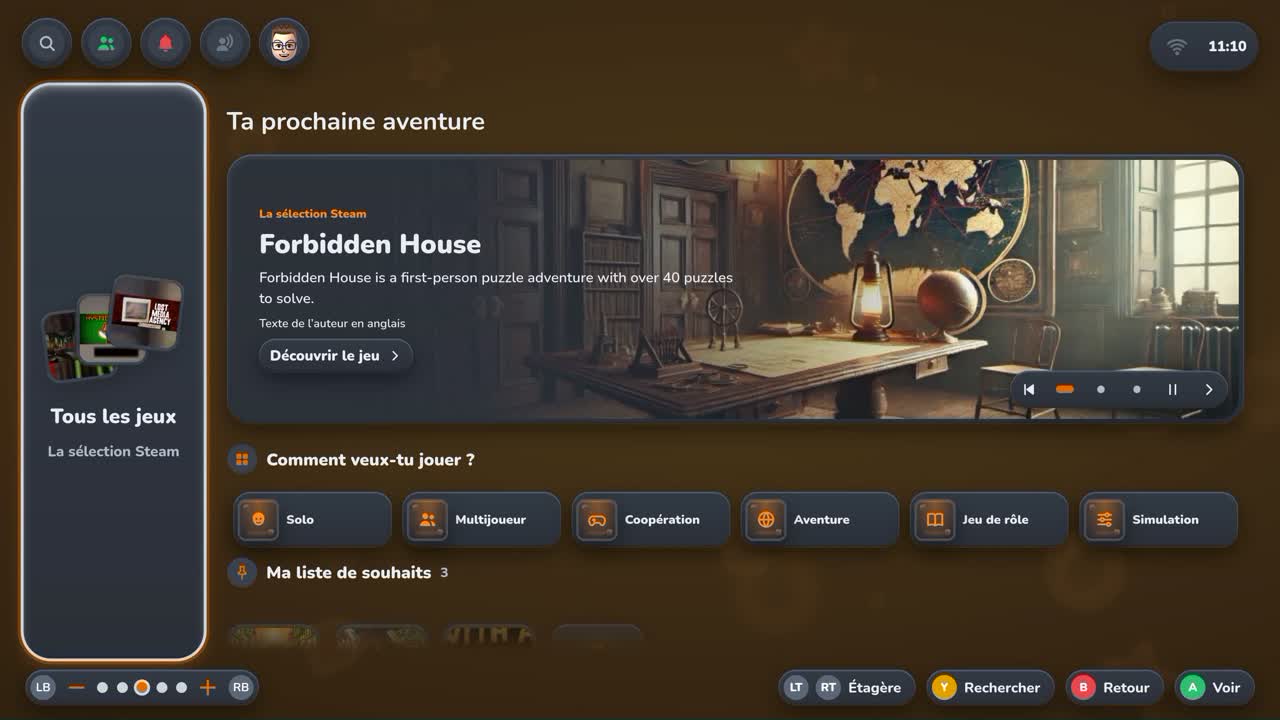 11:10
Ta prochaine aventure
La sélection Steam
Forbidden House
Forbidden House is a first-person puzzle adventure with over 40 puzzles
to solve.
Texte de l'auteur en anglais
Découvrir le jeu
LOST
MEDIA
AGENCY
Tous les jeux
La sélection Steam
Comment veux-tu jouer ?
Solo
Multijoueur
Coopération
Aventure
Jeu de rôle
Simulation
Ma liste de souhaits 3
LB
RB
LT RT Étagère
Y Rechercher
B Retour
A Voir